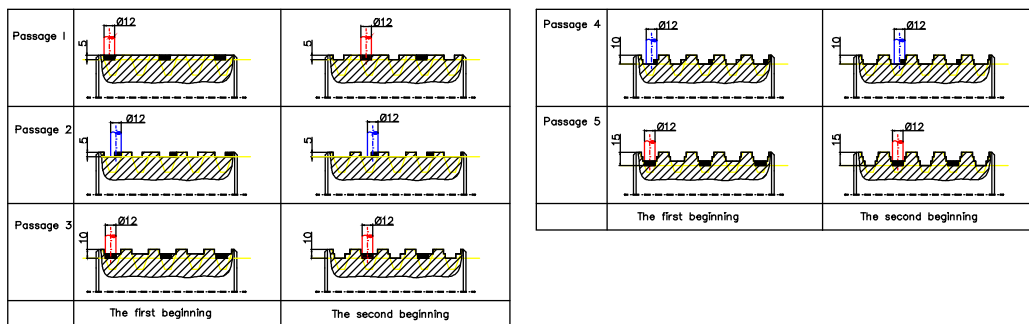 Ø12
Ø12
Passage I
5
5
Ø12
Ø12
Passage 2
5
5
Ø12
Ø12
Passage 3
10
10
The first beginning
The second beginning
Ø12
Ø12
Passage 4
10
10
Ø12
Ø12
Passage 5
15
15
The first beginning
The second beginning